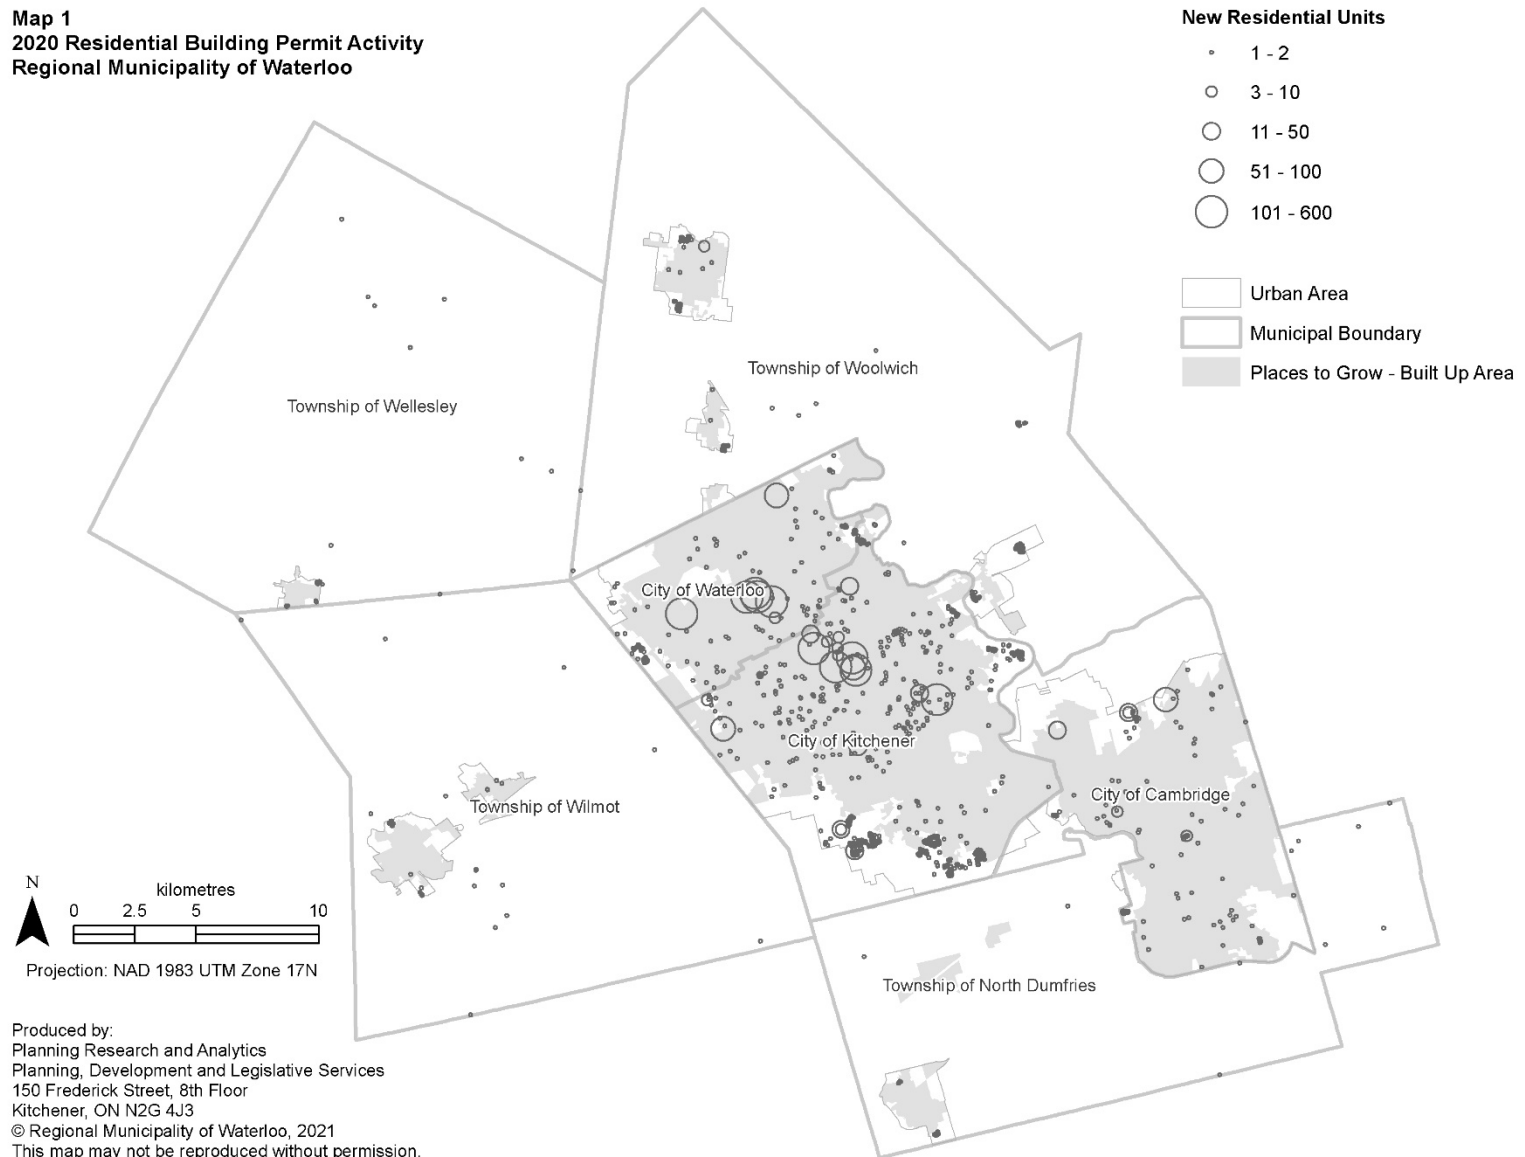 Map 1
2020 Residential Building Permit Activity
Regional Municipality of Waterloo
New Residential Units
1 - 2
3 - 10
11 - 50
51 - 100
101 - 600
Urban Area
Municipal Boundary
Places to Grow - Built Up Area
Township of Woolwich
Township of Wellesley
City of Waterloo
City of Kitchener
City of Cambridge
Township of Wilmot
Township of North Dumfries
N
kilometres
0 2.5 5 10
Projection: NAD 1983 UTM Zone 17N
Produced by:
Planning Research and Analytics
Planning, Development and Legislative Services
150 Frederick Street, 8th Floor
Kitchener, ON N2G 4J3
© Regional Municipality of Waterloo, 2021
This map may not be reproduced without permission.